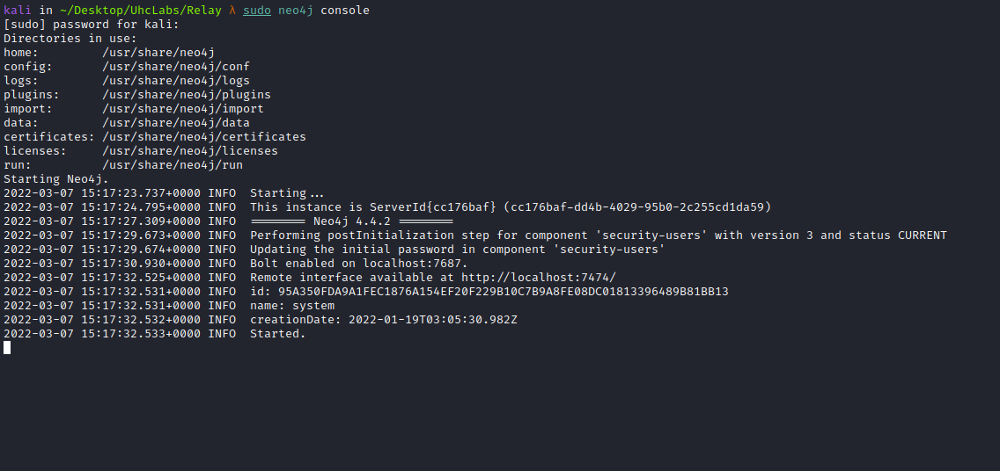 kali in ~/Desktop/UhcLabs/Relay λ sudo neo4j console
[sudo] password for kali:
Directories in use:
home:         /usr/share/neo4j
config:       /usr/share/neo4j/conf
logs:         /usr/share/neo4j/logs
plugins:      /usr/share/neo4j/plugins
import:       /usr/share/neo4j/import
data:         /usr/share/neo4j/data
certificates: /usr/share/neo4j/certificates
licenses:     /usr/share/neo4j/licenses
run:          /usr/share/neo4j/run
Starting Neo4j.
2022-03-07 15:17:23.737+0000 INFO  Starting...
2022-03-07 15:17:24.795+0000 INFO  This instance is ServerId{cc176baf} (cc176baf-dd4b-4029-95b0-2c255cd1da59)
2022-03-07 15:17:27.309+0000 INFO  ======== Neo4j 4.4.2 ========
2022-03-07 15:17:29.673+0000 INFO  Performing postInitialization step for component 'security-users' with version 3 and status CURRENT
2022-03-07 15:17:29.674+0000 INFO  Updating the initial password in component 'security-users'
2022-03-07 15:17:30.930+0000 INFO  Bolt enabled on localhost:7687.
2022-03-07 15:17:32.525+0000 INFO  Remote interface available at http://localhost:7474/
2022-03-07 15:17:32.531+0000 INFO  id: 95A350FDA9A1FEC1876A154EF20F229B10C7B9A8FE08DC01813396489B81BB13
2022-03-07 15:17:32.531+0000 INFO  name: system
2022-03-07 15:17:32.532+0000 INFO  creationDate: 2022-01-19T03:05:30.982Z
2022-03-07 15:17:32.533+0000 INFO  Started.